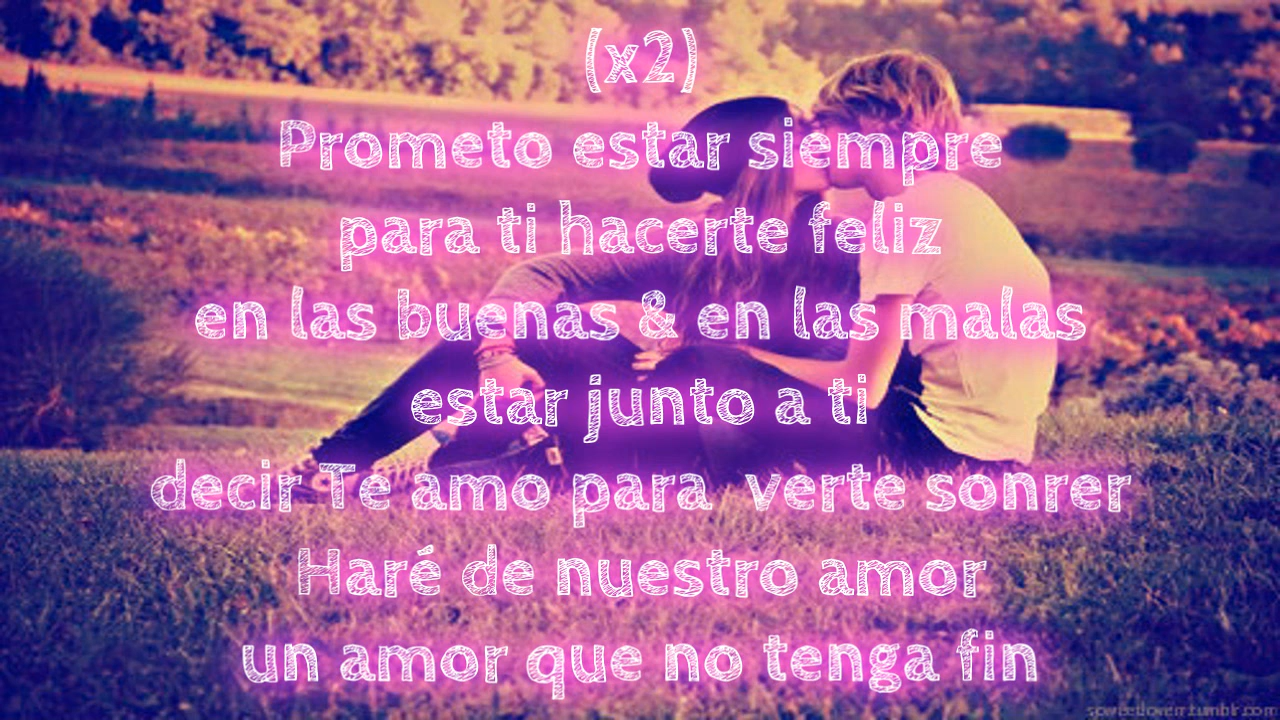 (x2)
Prometo estar siempre
para ti hacerte feliz
en las buenas & en las malas
estar junto a ti
decir Te amo para verte sonrer
Haré de nuestro amor
un amor que no tenga fin